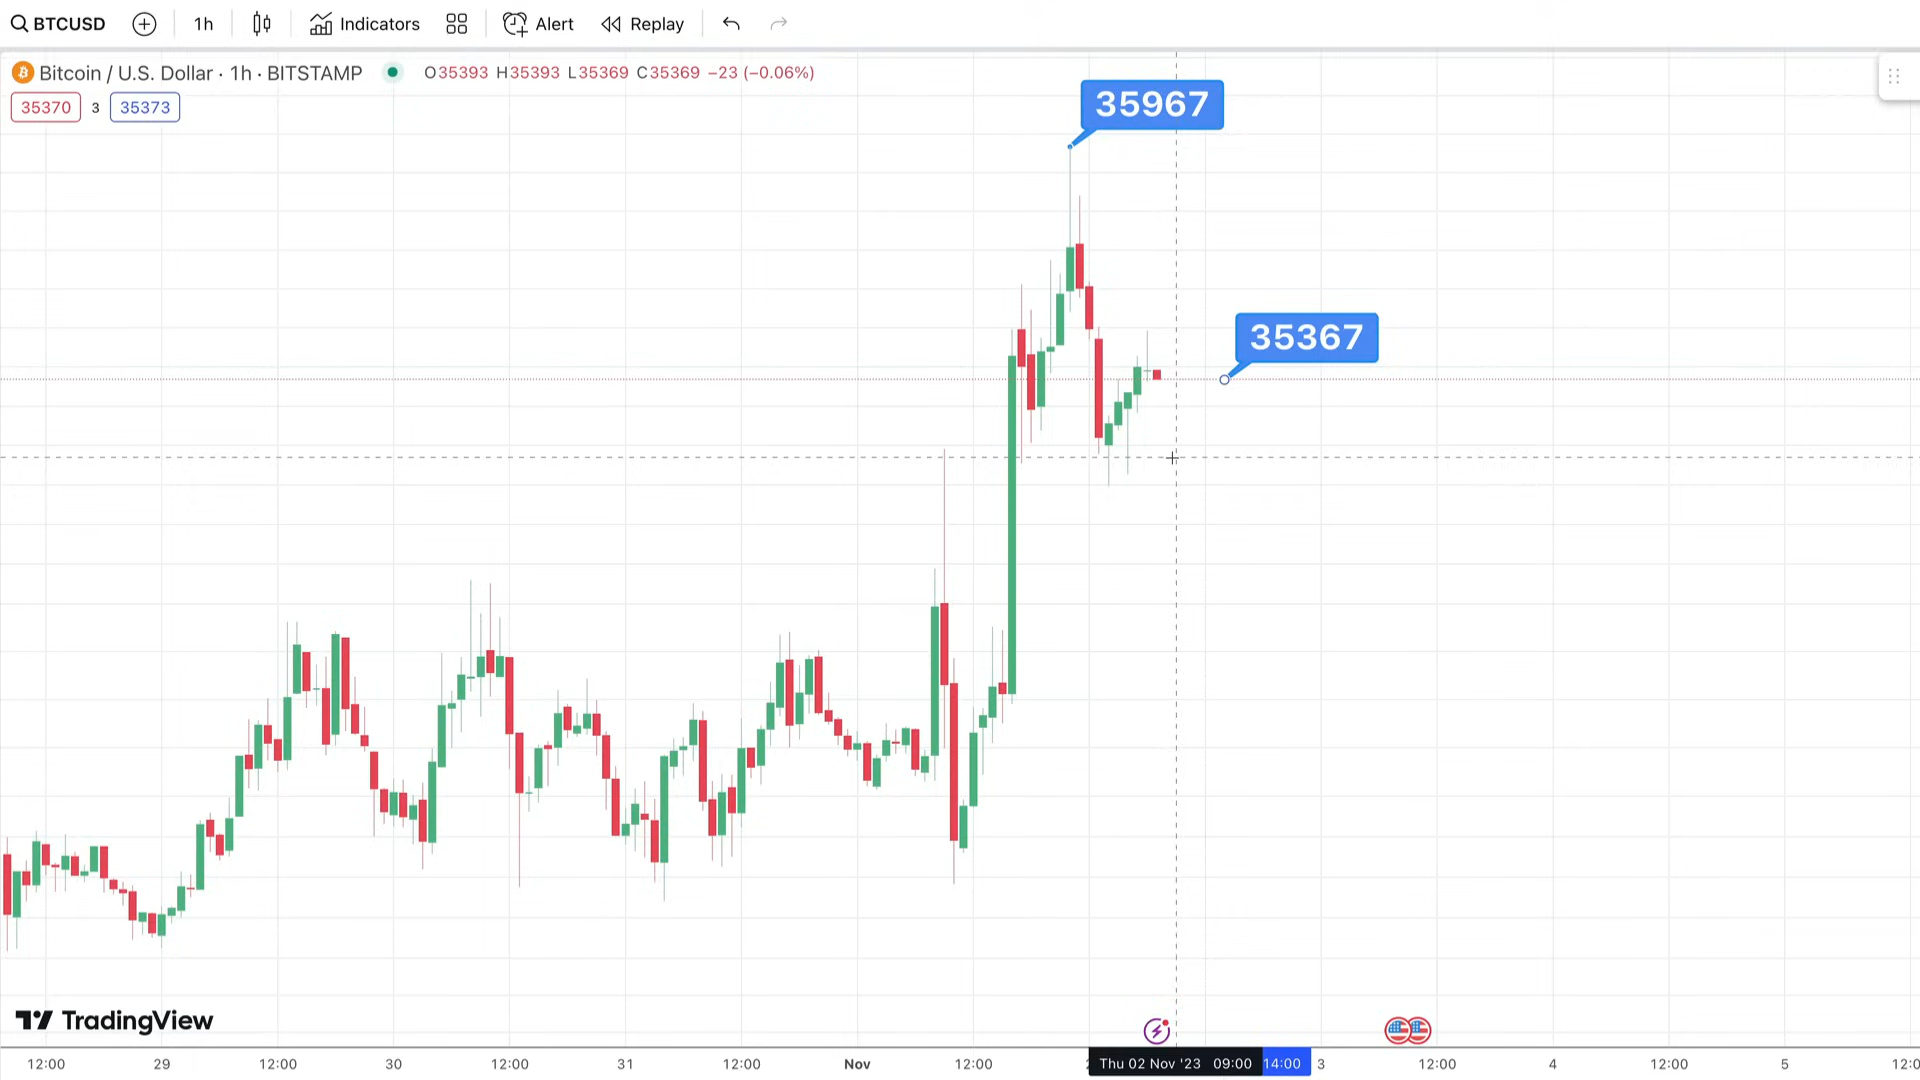 BTCUSD 1h Indicators Alert Replay
Bitcoin / U.S. Dollar · 1h · BITSTAMP O35393 H35393 L35369 C35369 −23 (−0.06%)
35370 3 35373
35967
35367
TradingView
12:00 29 12:00 30 12:00 31 12:00 Nov 12:00 Thu 02 Nov '23 09:00 14:00 3 12:00 4 12:00 5